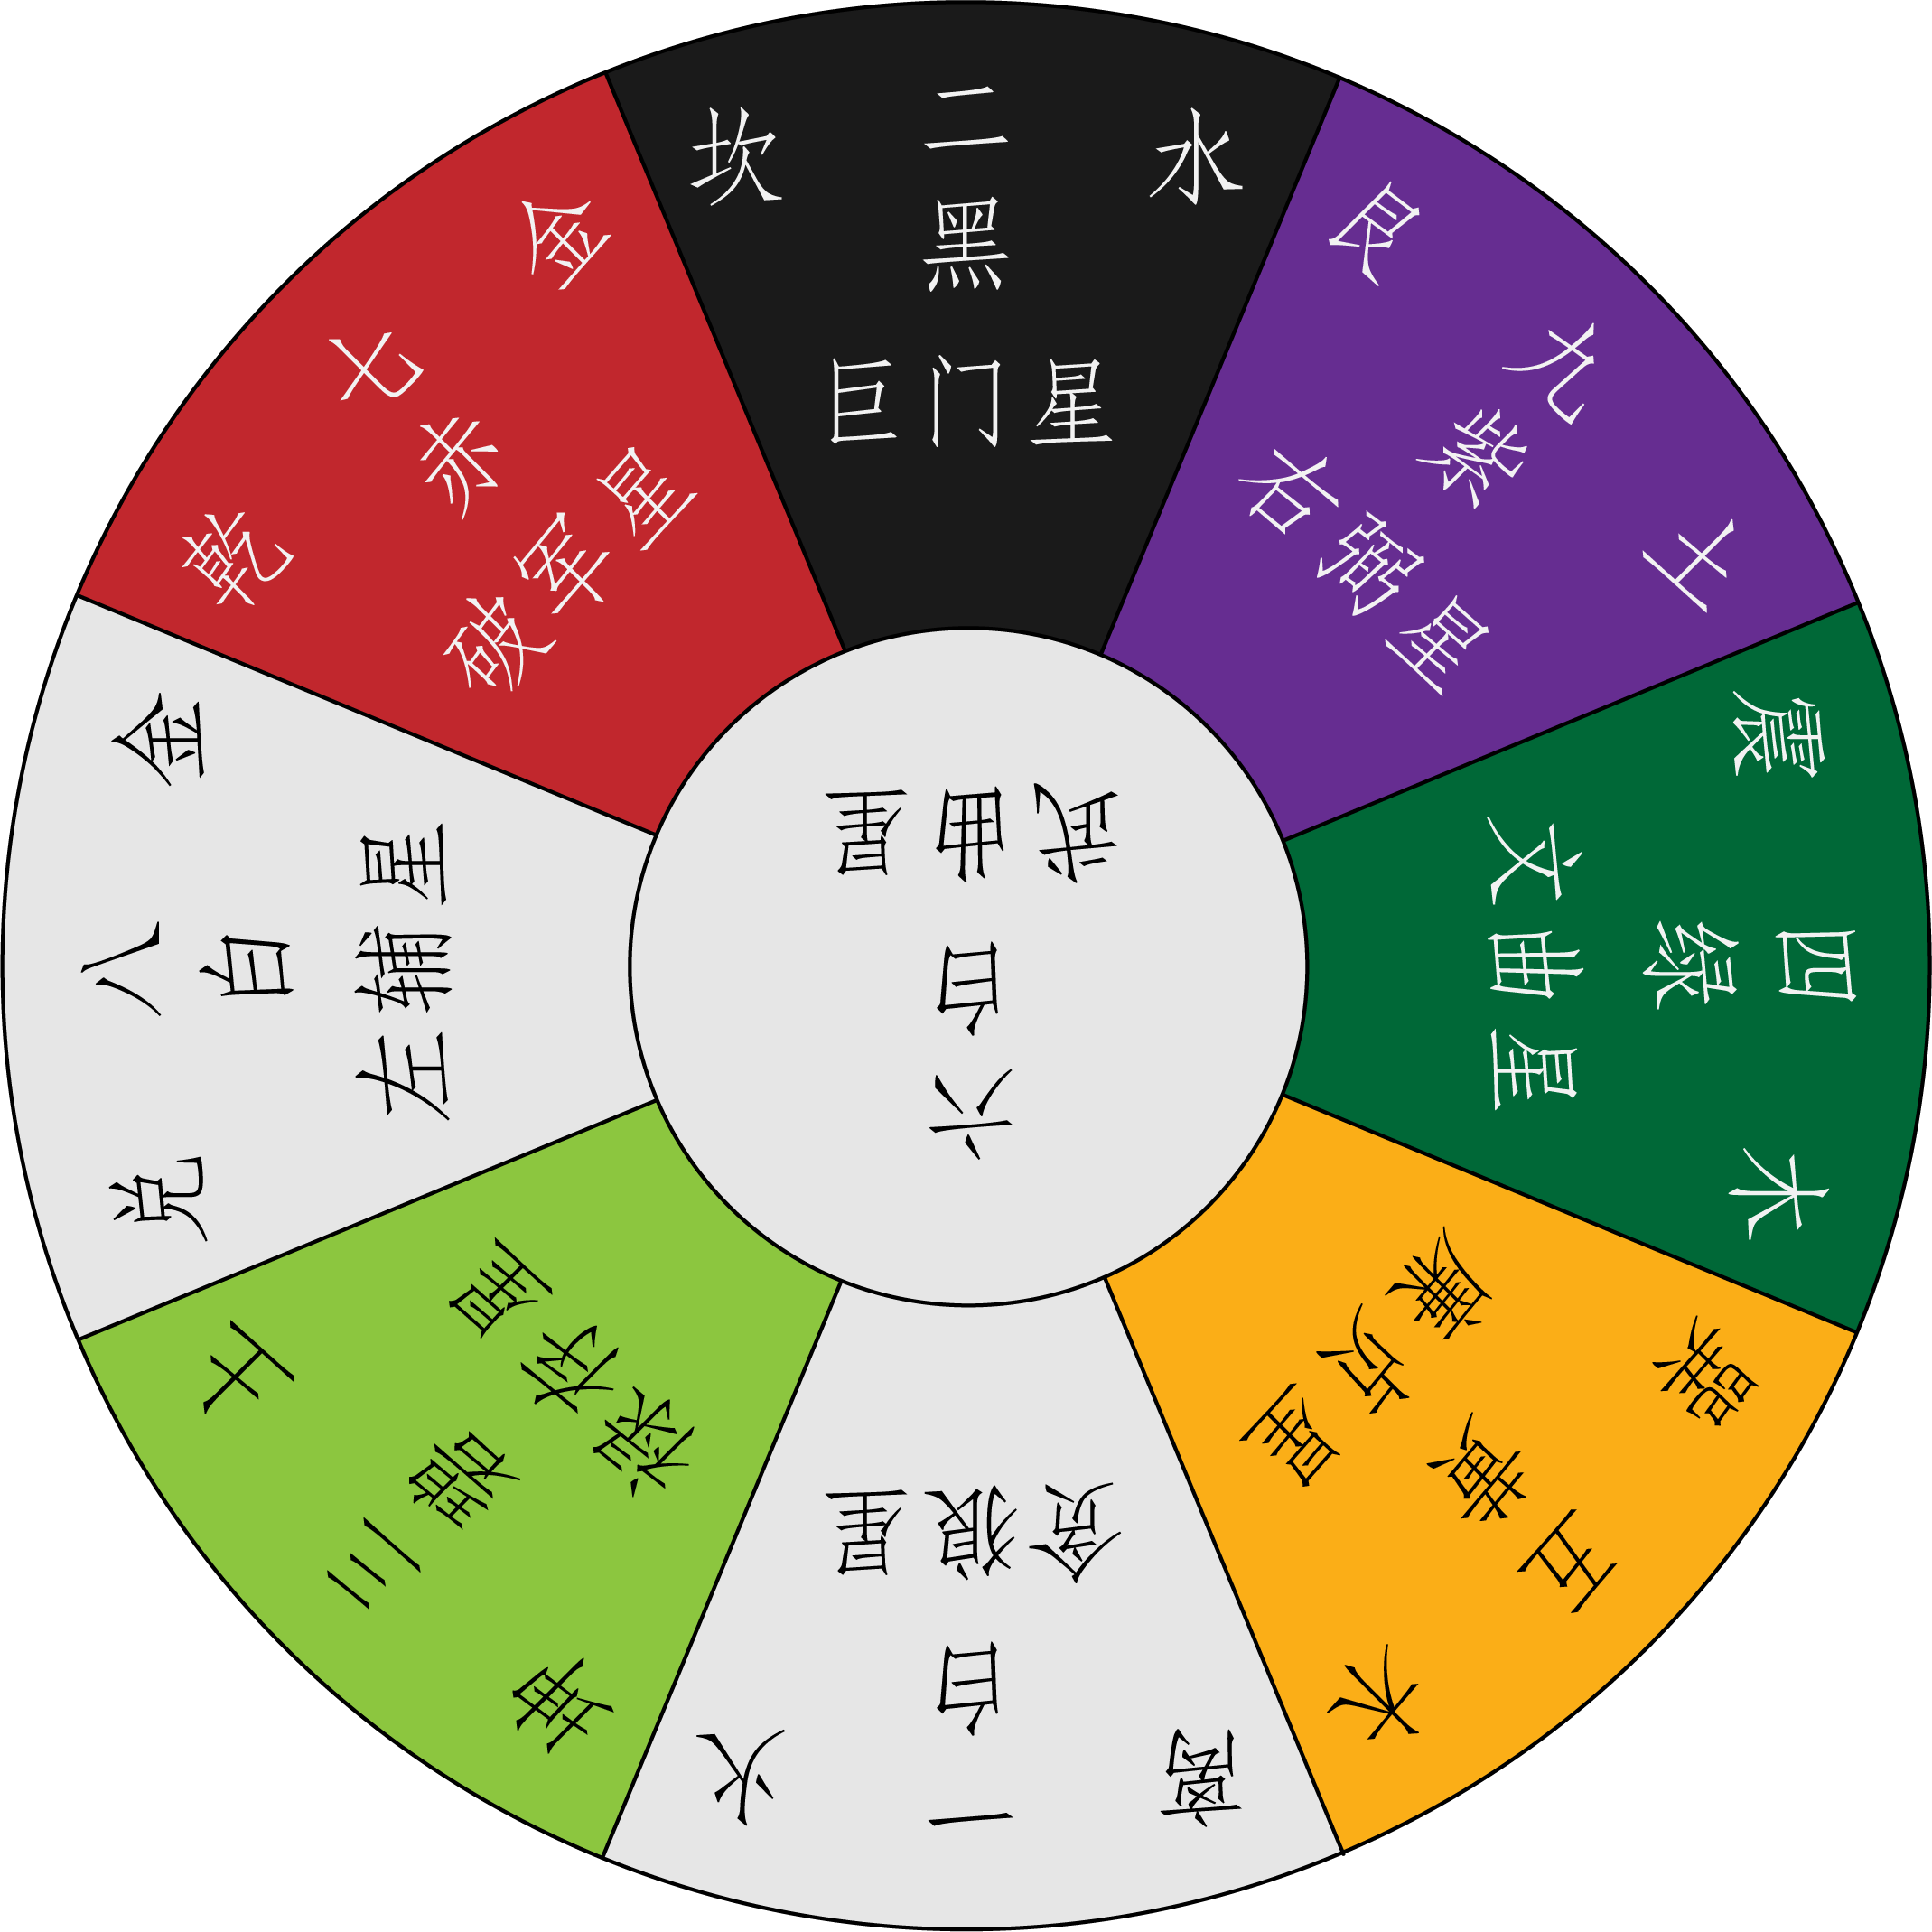 坎
二
黑
水
巨门星
艮
九
紫
土
右弼星
震
四
绿
木
文曲星
巽
五
黄
木
廉贞星
离
一
白
火
贪狼星
坤
三
碧
土
禄存星
兑
八
白
金
左辅星
乾
七
赤
金
破军星
六
白
武曲星